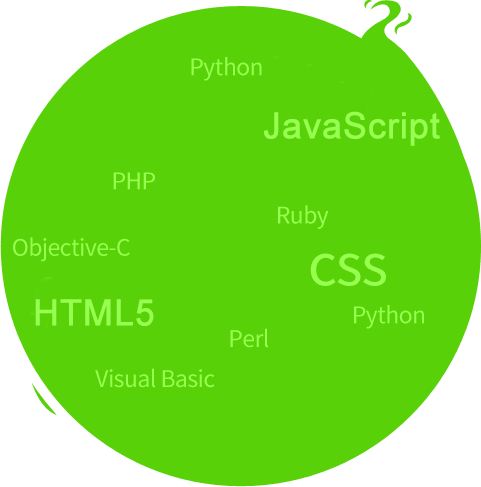 Python
JavaScript
PHP
Ruby
Objective-C
CSS
HTML5
Python
Perl
Visual Basic